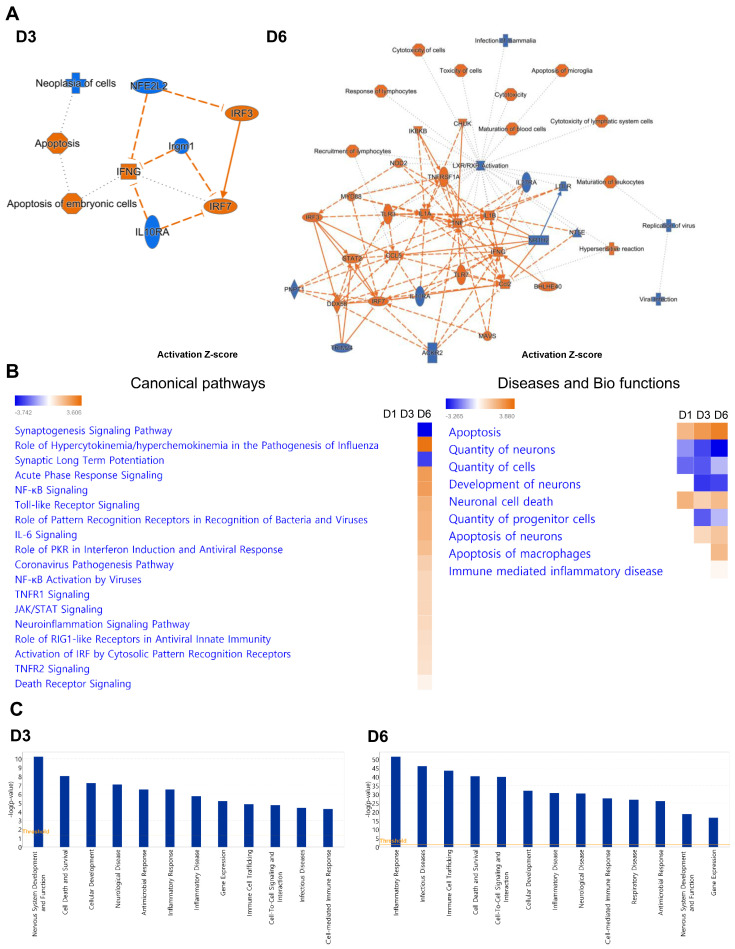 A
D3
Neoplasia of cells
NFE2L2
IRF3
Apoptosis
Irgm1
IFNG
Apoptosis of embryonic cells
IRF7
IL10RA
Activation Z-score
D6
Infection of mammalia
Cytotoxicity of cells
Toxicity of cells
Apoptosis of microglia
Response of lymphocytes
Cytotoxicity
Cytotoxicity of lymphatic system cells
CHUK
IKBKB
Maturation of blood cells
Recruitment of lymphocytes
NOD2
LXR/RXR Activation
TNFRSF1A
LDLR
Maturation of leukocytes
MYD88
IRF3
TLR3
IL1A
TNF
IL1B
Replication of virus
Hypersensitive reaction
STAT2
CCL5
IFNG
TLR7
BHLHE40
Viral infection
DDX58
IRF7
MAVS
ACKR2
Activation Z-score
B
Canonical pathways
-3.742 3.606
D1 D3 D6
Synaptogenesis Signaling Pathway
Role of Hypercytokinemia/hyperchemokinemia in the Pathogenesis of Influenza
Synaptic Long Term Potentiation
Acute Phase Response Signaling
NF-κB Signaling
Toll-like Receptor Signaling
Role of Pattern Recognition Receptors in Recognition of Bacteria and Viruses
IL-6 Signaling
Role of PKR in Interferon Induction and Antiviral Response
Coronavirus Pathogenesis Pathway
NF-κB Activation by Viruses
TNFR1 Signaling
JAK/STAT Signaling
Neuroinflammation Signaling Pathway
Role of RIG1-like Receptors in Antiviral Innate Immunity
Activation of IRF by Cytosolic Pattern Recognition Receptors
TNFR2 Signaling
Death Receptor Signaling
Diseases and Bio functions
-3.265 3.860
D1 D3 D6
Apoptosis
Quantity of neurons
Quantity of cells
Development of neurons
Neuronal cell death
Quantity of progenitor cells
Apoptosis of neurons
Apoptosis of macrophages
Immune mediated inflammatory disease
C
D3
-log(p-value)
10
9
8
7
6
5
4
3
2
1
0
Threshold
Nervous System Development and Function
Cell Death and Survival
Cellular Development
Neurological Disease
Antimicrobial Response
Inflammatory Response
Inflammatory Disease
Gene Expression
Immune Cell Trafficking
Cell-To-Cell Signaling and Interaction
Infectious Diseases
Cell-mediated Immune Response
D6
-log(p-value)
50
45
40
35
30
25
20
15
10
5
0
Threshold
Inflammatory Response
Infectious Diseases
Immune Cell Trafficking
Cell Death and Survival
Cell-To-Cell Signaling and Interaction
Cellular Development
Inflammatory Disease
Neurological Disease
Cell-mediated Immune Response
Respiratory Disease
Antimicrobial Response
Nervous System Development and Function
Gene Expression